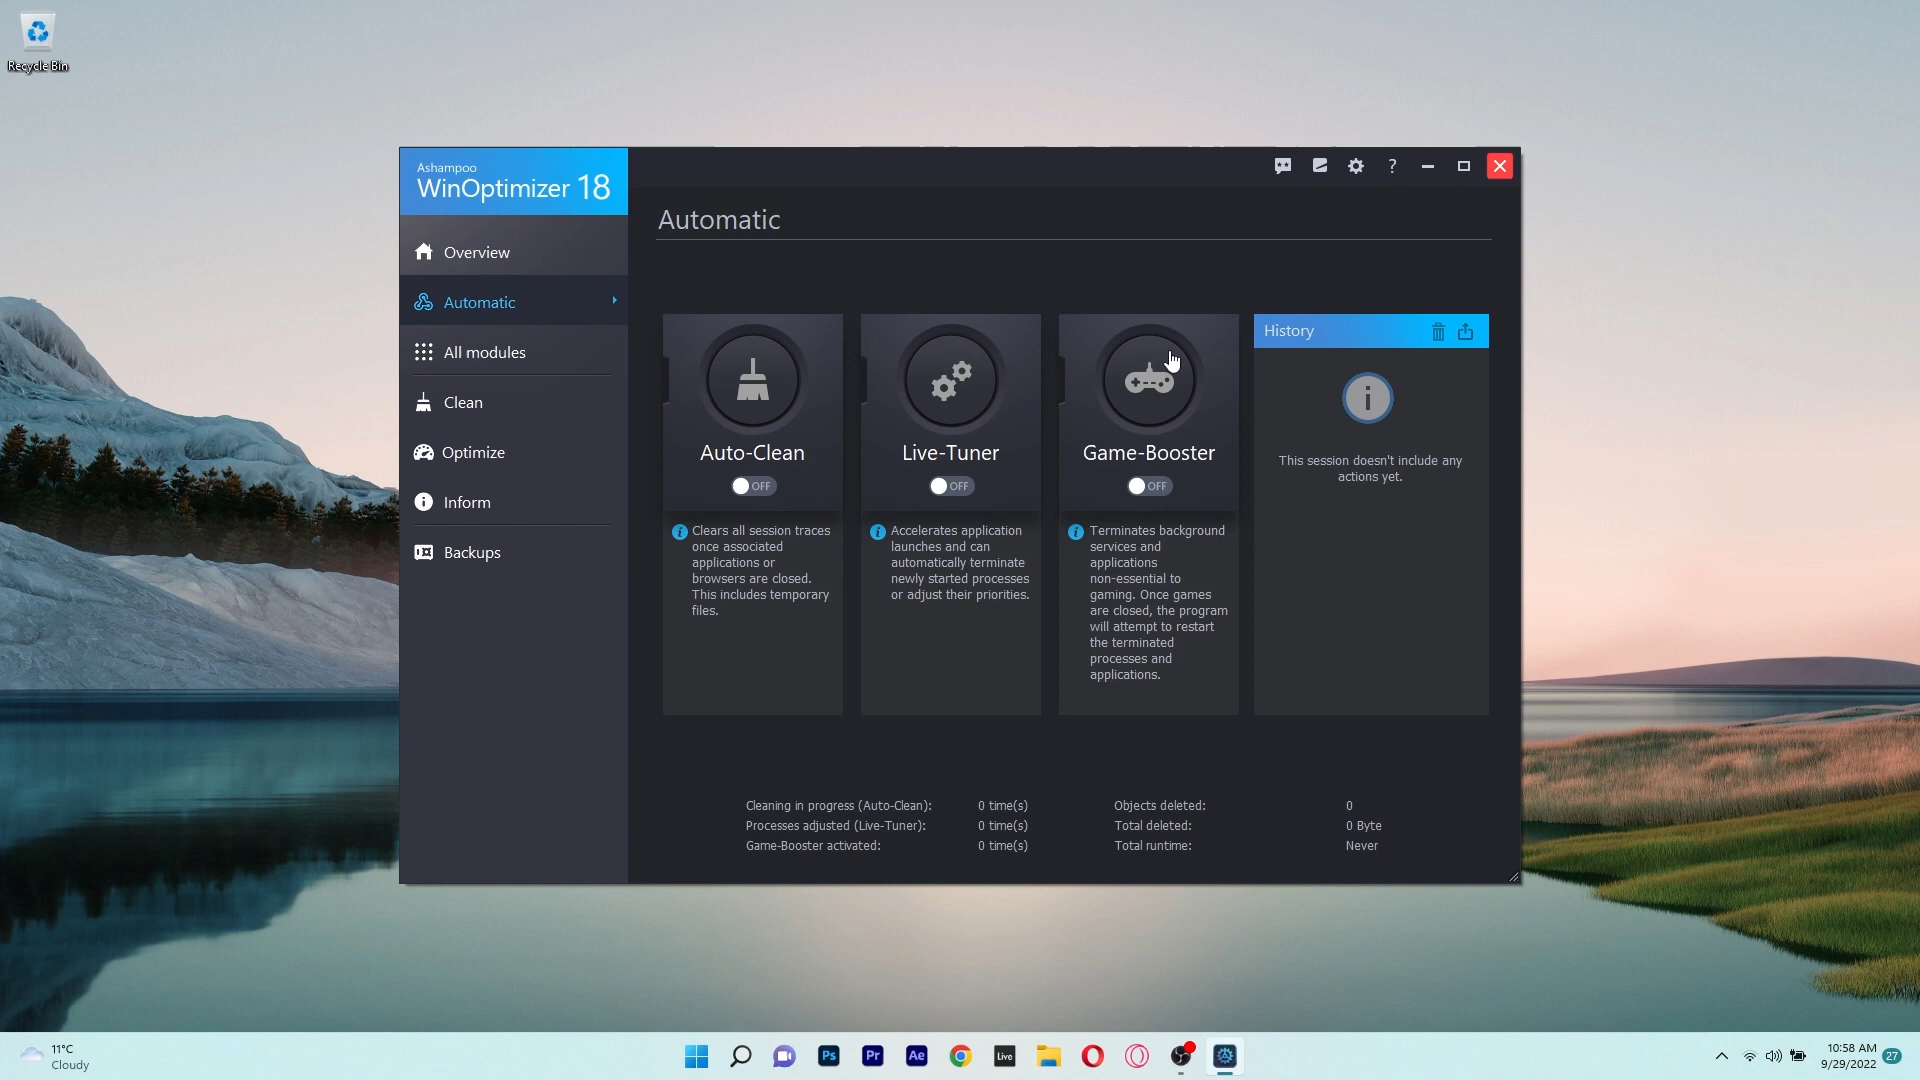 Recycle Bin
Ashampoo
WinOptimizer 18
Overview
Automatic
All modules
Clean
Optimize
Inform
Backups
Automatic
Auto-Clean
OFF
Clears all session traces
once associated
applications or
browsers are closed.
This includes temporary
files.
Live-Tuner
OFF
Accelerates application
launches and can
automatically terminate
newly started processes
or adjust their priorities.
Game-Booster
OFF
Terminates background
services and
applications
non-essential to
gaming. Once games
are closed, the program
will attempt to restart
the terminated
processes and
applications.
History
This session doesn't include any
actions yet.
Cleaning in progress (Auto-Clean): 0 time(s)
Processes adjusted (Live-Tuner): 0 time(s)
Game-Booster activated: 0 time(s)
Objects deleted: 0
Total deleted: 0 Byte
Total runtime: Never
11°C
Cloudy
Ps
Pr
Ae
Live
10:58 AM
9/29/2022
27